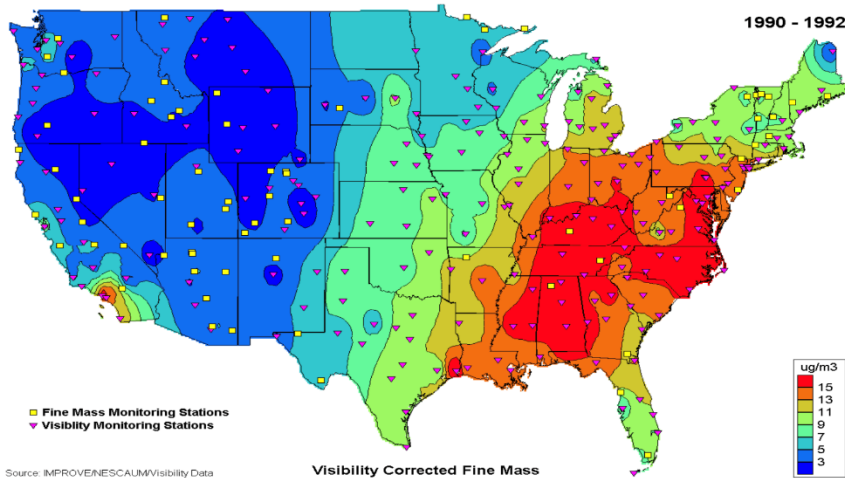 1990 - 1992
ug/m3
15
13
11
9
7
5
3
Fine Mass Monitoring Stations
Visiblity Monitoring Stations
Source: IMPROVE/NESCAUM/Visibility Data
Visibility Corrected Fine Mass